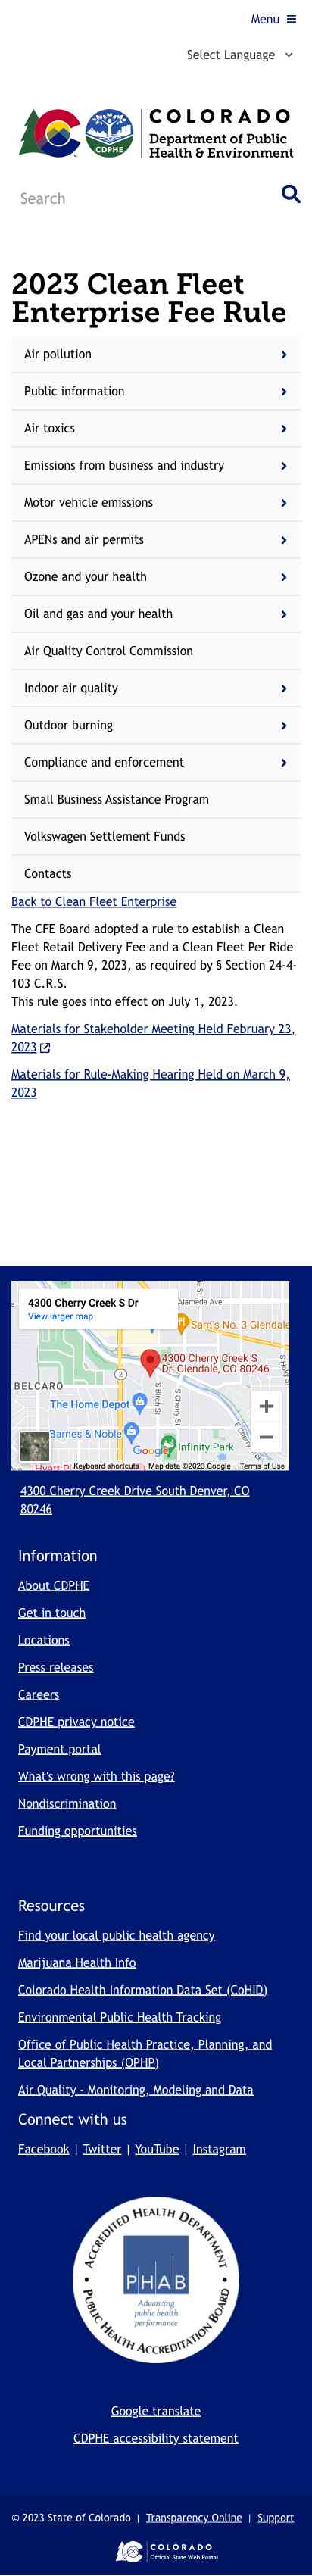 Menu
Select Language
COLORADO
Department of Public
Health & Environment
CDPHE
Search
2023 Clean Fleet
Enterprise Fee Rule
Air pollution
Public information
Air toxics
Emissions from business and industry
Motor vehicle emissions
APENs and air permits
Ozone and your health
Oil and gas and your health
Air Quality Control Commission
Indoor air quality
Outdoor burning
Compliance and enforcement
Small Business Assistance Program
Volkswagen Settlement Funds
Contacts
Back to Clean Fleet Enterprise
The CFE Board adopted a rule to establish a Clean
Fleet Retail Delivery Fee and a Clean Fleet Per Ride
Fee on March 9, 2023, as required by § Section 24-4-
103 C.R.S.
This rule goes into effect on July 1, 2023.
Materials for Stakeholder Meeting Held February 23,
2023
Materials for Rule-Making Hearing Held on March 9,
2023
4300 Cherry Creek S Dr
View larger map
Alameda Ave
Sam's No. 3 Glendale
4300 Cherry Creek S
Dr, Glendale, CO 80246
BELCARO
The Home Depot
S Birch St
S Cherry St
Barnes & Noble
Google
Infinity Park
Hyatt P
Keyboard shortcuts
Map data ©2023 Google
Terms of Use
4300 Cherry Creek Drive South Denver, CO
80246
Information
About CDPHE
Get in touch
Locations
Press releases
Careers
CDPHE privacy notice
Payment portal
What's wrong with this page?
Nondiscrimination
Funding opportunities
Resources
Find your local public health agency
Marijuana Health Info
Colorado Health Information Data Set (CoHID)
Environmental Public Health Tracking
Office of Public Health Practice, Planning, and
Local Partnerships (OPHP)
Air Quality - Monitoring, Modeling and Data
Connect with us
Facebook | Twitter | YouTube | Instagram
ACCREDITED HEALTH DEPARTMENT
PHAB
Advancing
public health
performance
PUBLIC HEALTH ACCREDITATION BOARD
Google translate
CDPHE accessibility statement
© 2023 State of Colorado | Transparency Online | Support
COLORADO
Official State Web Portal